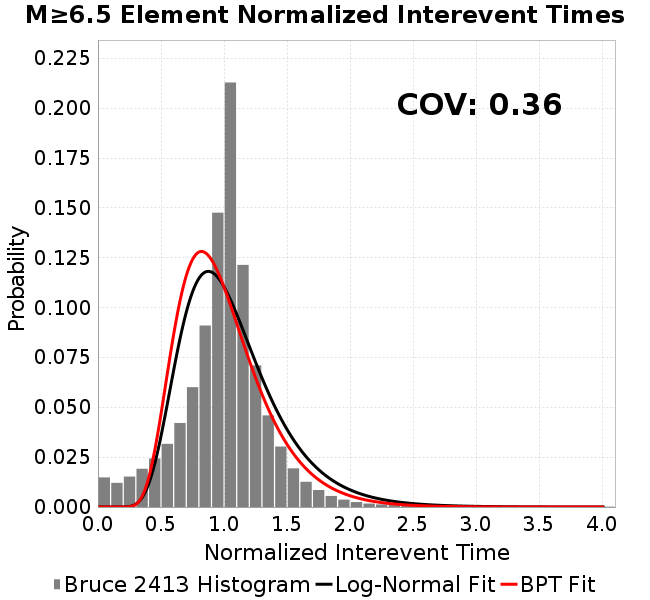 M≥6.5 Element Normalized Interevent Times
COV: 0.36
Probability
0.225
0.200
0.175
0.150
0.125
0.100
0.075
0.050
0.025
0.000
0.0 0.5 1.0 1.5 2.0 2.5 3.0 3.5 4.0
Normalized Interevent Time
Bruce 2413 Histogram Log-Normal Fit BPT Fit